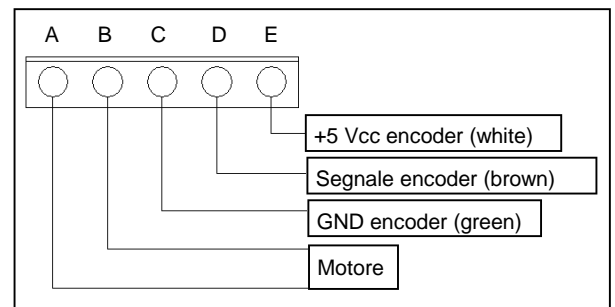 A B C D E
+5 Vcc encoder (white)
Segnale encoder (brown)
GND encoder (green)
Motore